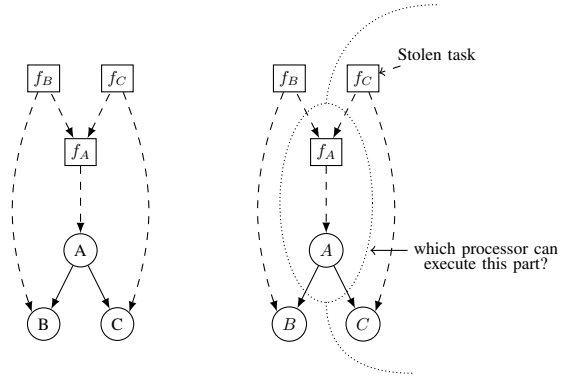 f_B f_C f_B f_C Stolen task
f_A f_A
A A which processor can
execute this part?
B C B C